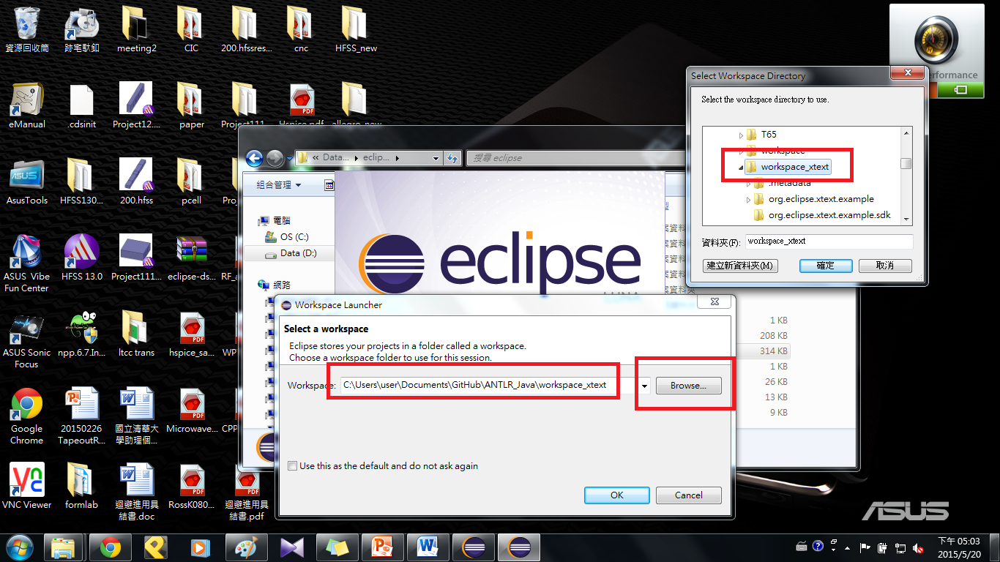 資源回收筒
跡宅馱釦
meeting2
CIC
200.hfssres...
cnc
HFSS_new
eManual
.cdsinit
Project12....
paper
Project111
Hspice.pdf
allegro_new
AsusTools
HFSS130...
200.hfss
pcell
ASUS Vibe
Fun Center
HFSS 13.0
Project111...
eclipse-ds...
ASUS Sonic
Focus
npp.6.7.In...
ltcc trans
hspice_sa...
Google
Chrome
20150226
TapeoutR...
國立清華大
學助理個...
Microwave...
VNC Viewer
formlab
迴避進用具
結書.doc
RossK080...
迴避進用具
結書.pdf
Select Workspace Directory
Select the workspace directory to use.
T65
workspace
workspace_xtext
.metadata
org.eclipse.xtext.example
org.eclipse.xtext.example.sdk
資料夾(F):
workspace_xtext
建立新資料夾(M)
確定
取消
« Data...
eclip...
搜尋 eclipse
組合管理
電腦
OS (C:)
Data (D:)
網路
eclipse
LUNA
1 KB
208 KB
314 KB
1 KB
26 KB
13 KB
9 KB
Workspace Launcher
Select a workspace
Eclipse stores your projects in a folder called a workspace.
Choose a workspace folder to use for this session.
Workspace:
C:\Users\user\Documents\GitHub\ANTLR_Java\workspace_xtext
Browse...
Use this as the default and do not ask again
OK
Cancel
ASUS
下午 05:03
2015/5/20